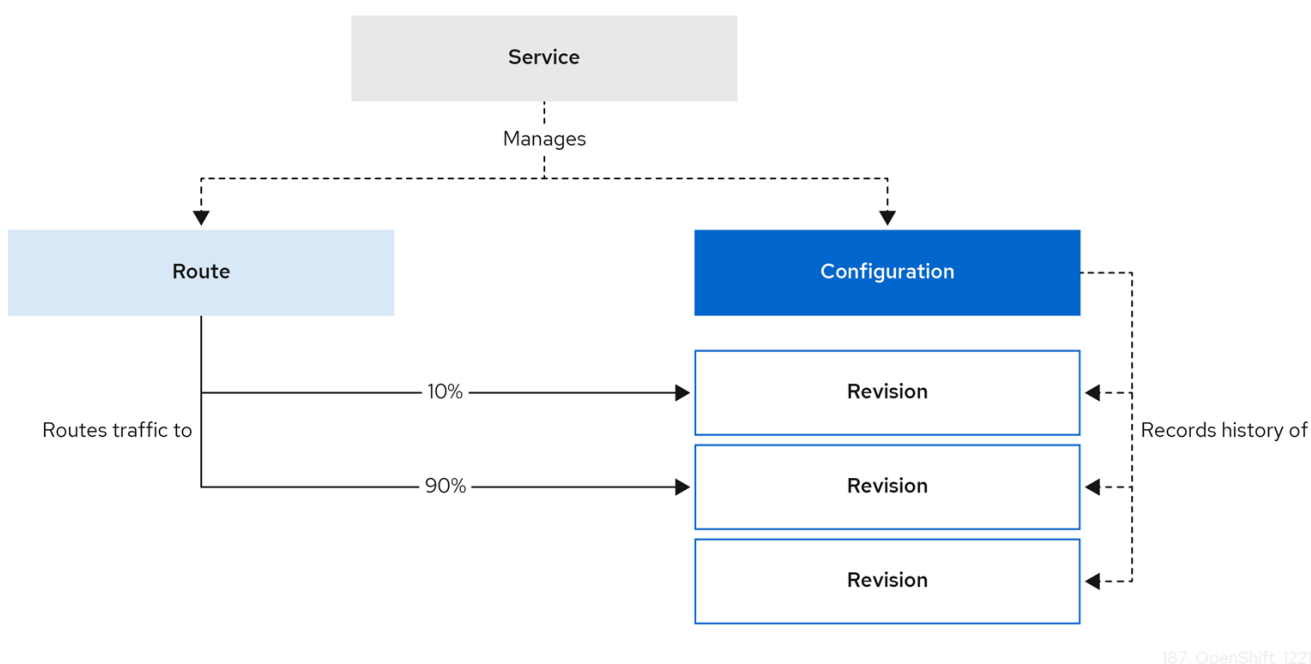 Service
Manages
Route
Configuration
10%
Revision
Routes traffic to
Records history of
90%
Revision
Revision
187_OpenShift_1221